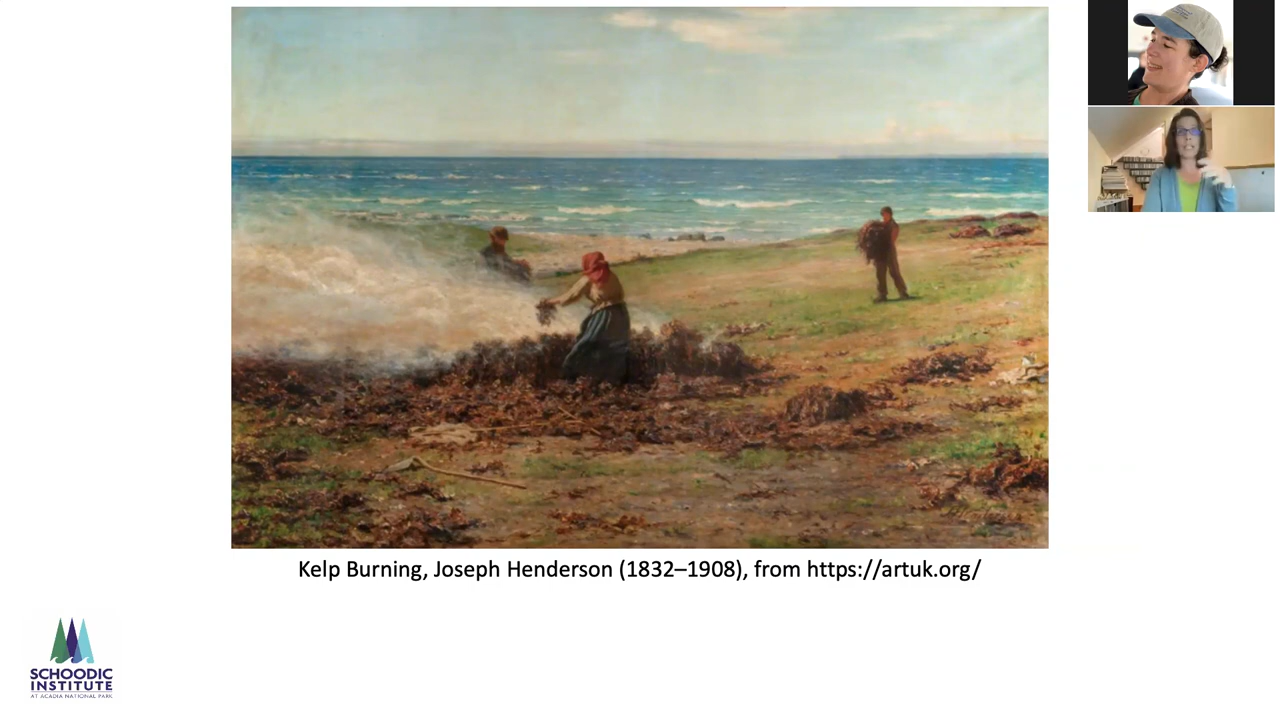 Kelp Burning, Joseph Henderson (1832–1908), from https://artuk.org/
SCHOODIC
INSTITUTE
AT ACADIA NATIONAL PARK